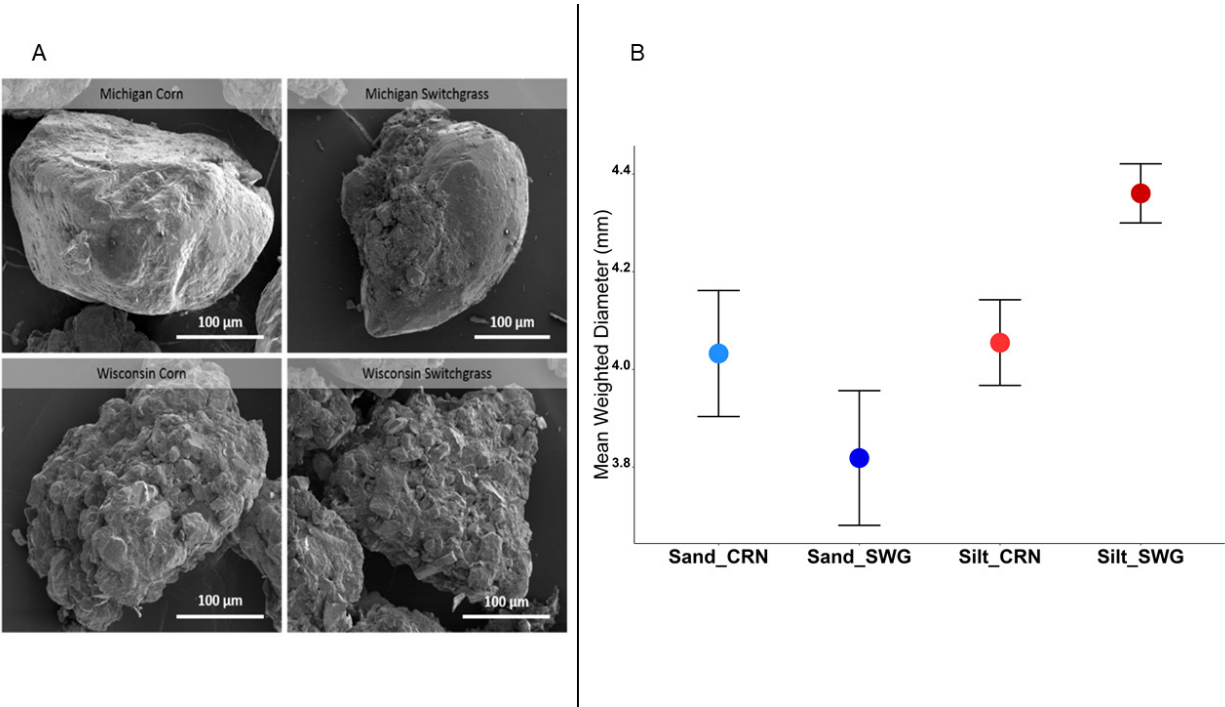 A
Michigan Corn
Michigan Switchgrass
100 µm
100 µm
Wisconsin Corn
Wisconsin Switchgrass
100 µm
100 µm
B
Mean Weighted Diameter (mm)
4.4
4.2
4.0
3.8
Sand_CRN
Sand_SWG
Silt_CRN
Silt_SWG